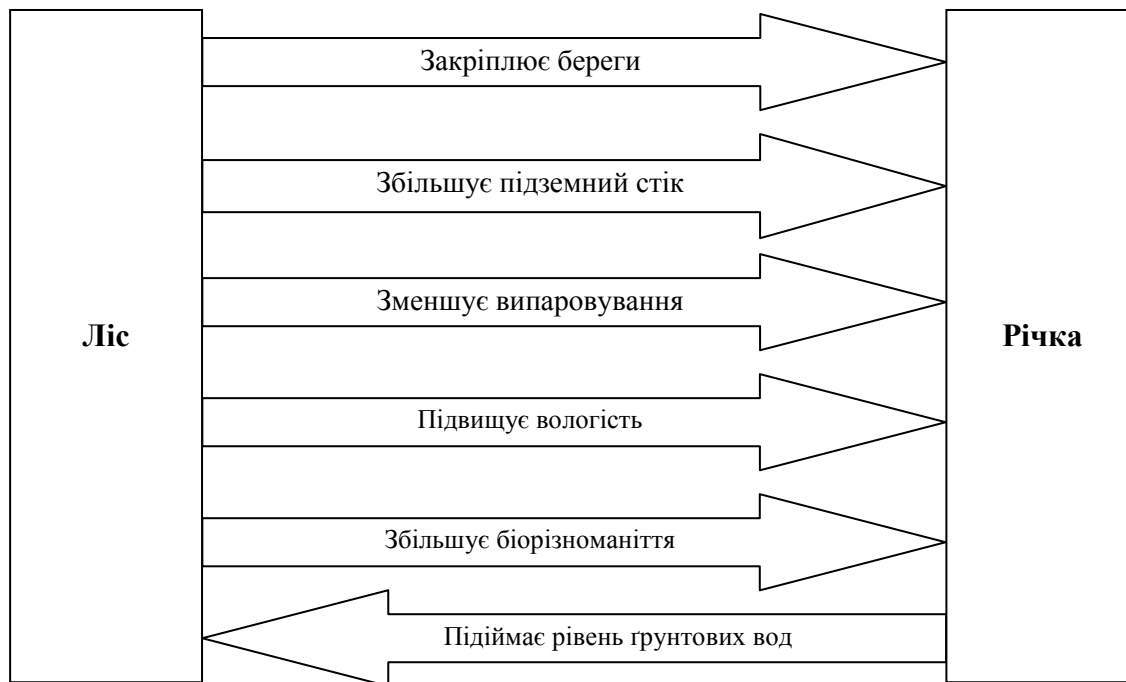 Закріплює береги
Збільшує підземний стік
Зменшує випаровування
Ліс
Річка
Підвищує вологість
Збільшує біорізноманіття
Підіймає рівень ґрунтових вод